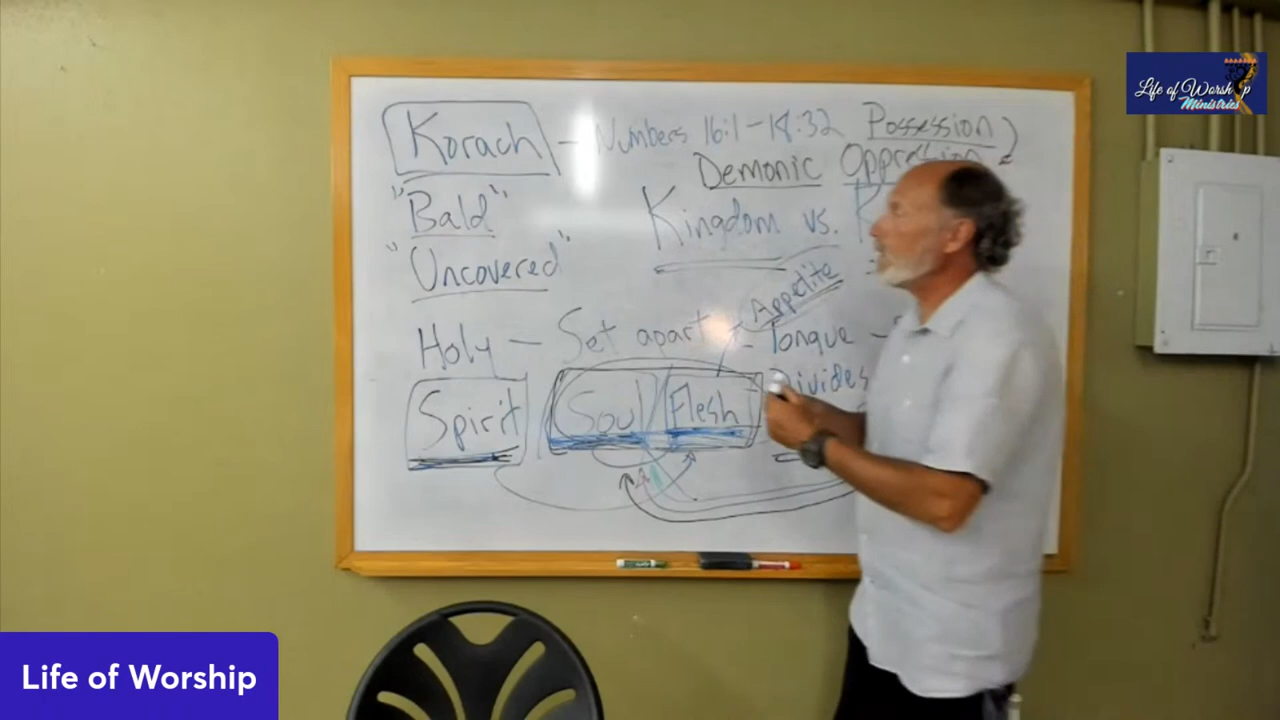 Life of Worship
Ministries
Korach - Numbers 16:1-18:32 Possession
Demonic Oppression
"Bald"
Kingdom vs. K
"Uncovered"
Appetite
Holy - Set apart - Tongue -
Spirit Soul Flesh Divides
Life of Worship